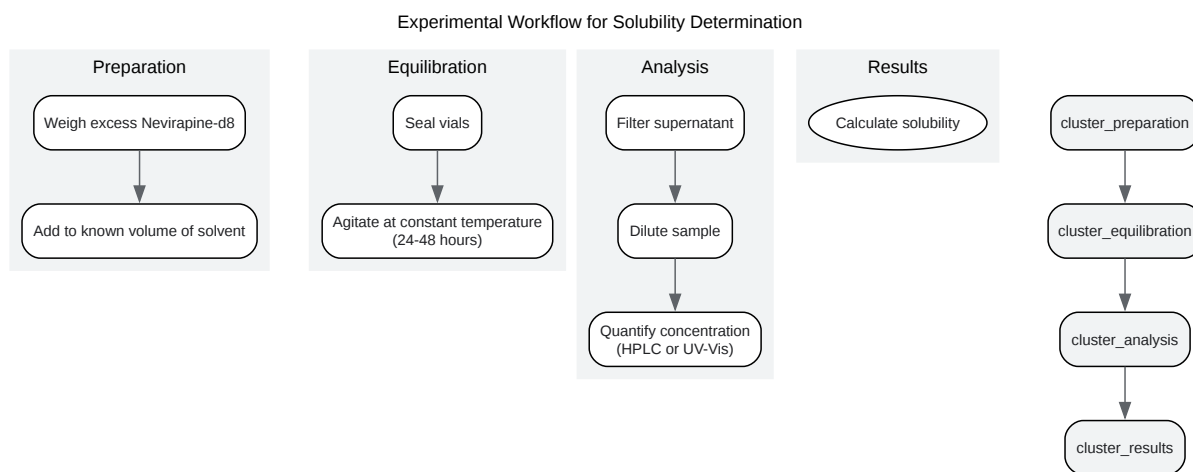 Experimental Workflow for Solubility Determination
Preparation
Weigh excess Nevirapine-d8
Add to known volume of solvent
Equilibration
Seal vials
Agitate at constant temperature
(24-48 hours)
Analysis
Filter supernatant
Dilute sample
Quantify concentration
(HPLC or UV-Vis)
Results
Calculate solubility
cluster_preparation
cluster_equilibration
cluster_analysis
cluster_results